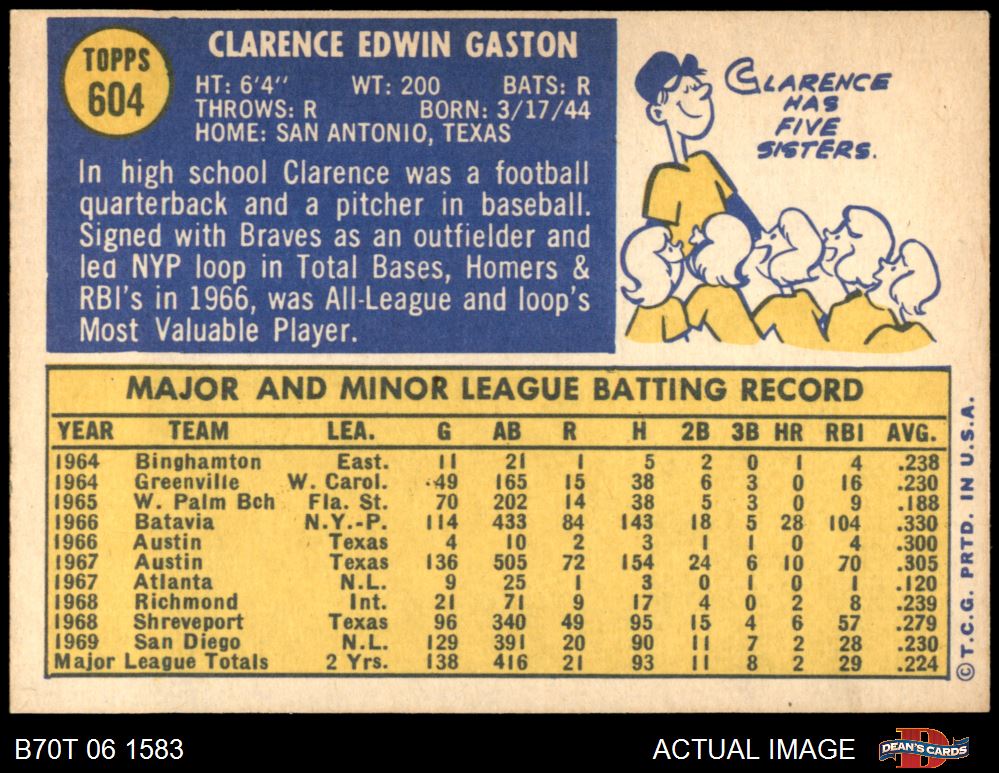 TOPPS
604
CLARENCE EDWIN GASTON
HT: 6'4" WT: 200 BATS: R
THROWS: R BORN: 3/17/44
HOME: SAN ANTONIO, TEXAS
In high school Clarence was a football
quarterback and a pitcher in baseball.
Signed with Braves as an outfielder and
led NYP loop in Total Bases, Homers &
RBI's in 1966, was All-League and loop's
Most Valuable Player.
CLARENCE
HAS
FIVE
SISTERS.
MAJOR AND MINOR LEAGUE BATTING RECORD
YEAR TEAM LEA. G AB R H 2B 3B HR RBI AVG.
1964 Binghamton East. 11 21 1 5 2 0 1 4 .238
1964 Greenville W. Carol. 49 165 15 38 6 3 0 16 .230
1965 W. Palm Bch Fla. St. 70 202 14 38 5 3 0 9 .188
1966 Batavia N.Y.-P. 114 433 84 143 18 5 28 104 .330
1966 Austin Texas 4 10 2 3 1 1 0 4 .300
1967 Austin Texas 136 505 72 154 24 6 10 70 .305
1967 Atlanta N.L. 9 25 1 3 0 1 0 1 .120
1968 Richmond Int. 21 71 9 17 4 0 2 8 .239
1968 Shreveport Texas 96 340 49 95 15 4 6 57 .279
1969 San Diego N.L. 129 391 20 90 11 7 2 28 .230
Major League Totals 2 Yrs. 138 416 21 93 11 8 2 29 .224
© T.C.G. PRTD. IN U.S.A.
B70T 06 1583
ACTUAL IMAGE
DEAN'S CARDS